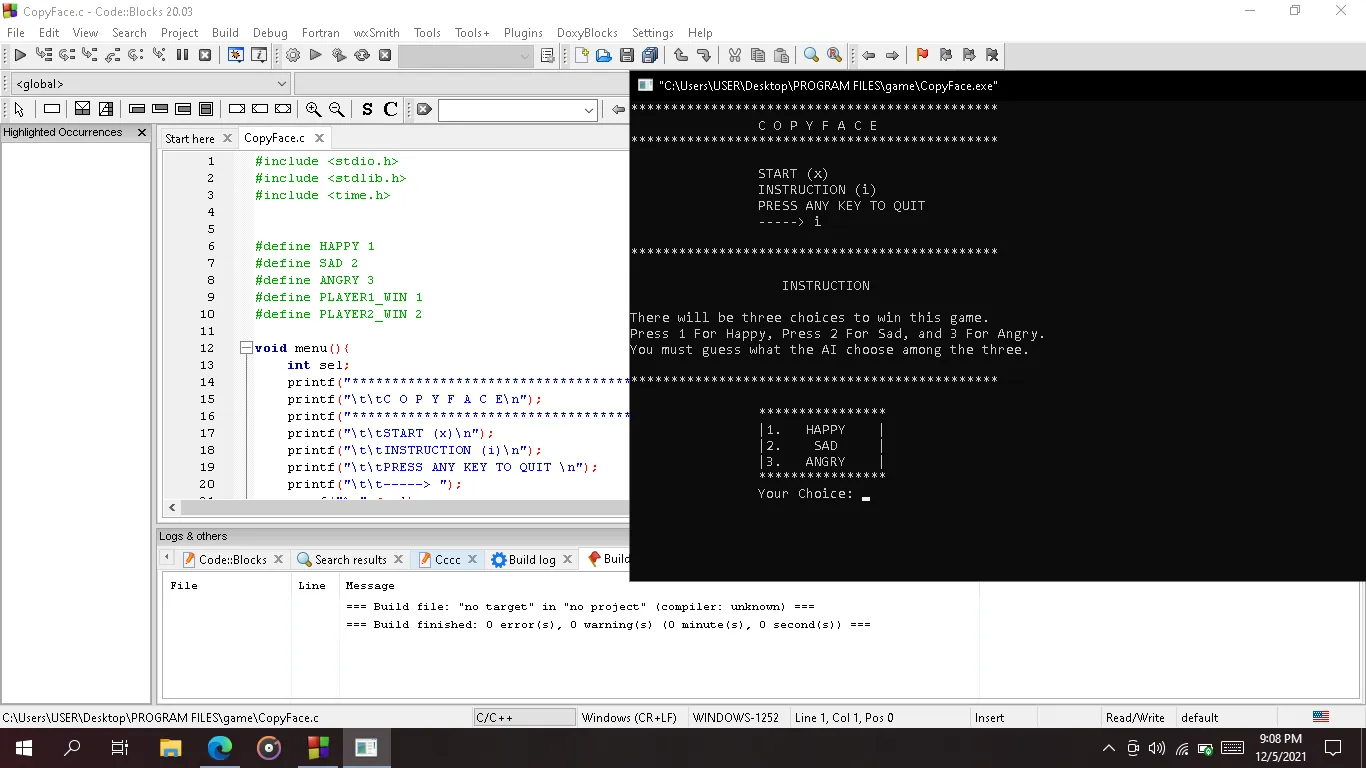 CopyFace.c - Code::Blocks 20.03
File Edit View Search Project Build Debug Fortran wxSmith Tools Tools+ Plugins DoxyBlocks Settings Help
<global>
S C
Highlighted Occurrences
Start here CopyFace.c
1 #include <stdio.h>
2 #include <stdlib.h>
3 #include <time.h>
4
5
6 #define HAPPY 1
7 #define SAD 2
8 #define ANGRY 3
9 #define PLAYER1_WIN 1
10 #define PLAYER2_WIN 2
11
12 void menu(){
13 int sel;
14 printf("***********************************
15 printf("\t\tC O P Y F A C E\n");
16 printf("***********************************
17 printf("\t\tSTART (x)\n");
18 printf("\t\tINSTRUCTION (i)\n");
19 printf("\t\tPRESS ANY KEY TO QUIT \n");
20 printf("\t\t-----> ");
"C:\Users\USER\Desktop\PROGRAM FILES\game\CopyFace.exe"
**********************************************
C O P Y F A C E
**********************************************
START (x)
INSTRUCTION (i)
PRESS ANY KEY TO QUIT
-----> i
**********************************************
INSTRUCTION
There will be three choices to win this game.
Press 1 For Happy, Press 2 For Sad, and 3 For Angry.
You must guess what the AI choose among the three.
**********************************************
****************
|1. HAPPY |
|2. SAD |
|3. ANGRY |
****************
Your Choice:
Logs & others
Code::Blocks Search results Cccc Build log Build
File Line Message
=== Build file: "no target" in "no project" (compiler: unknown) ===
=== Build finished: 0 error(s), 0 warning(s) (0 minute(s), 0 second(s)) ===
C:\Users\USER\Desktop\PROGRAM FILES\game\CopyFace.c C/C++ Windows (CR+LF) WINDOWS-1252 Line 1, Col 1, Pos 0 Insert Read/Write default
9:08 PM
12/5/2021